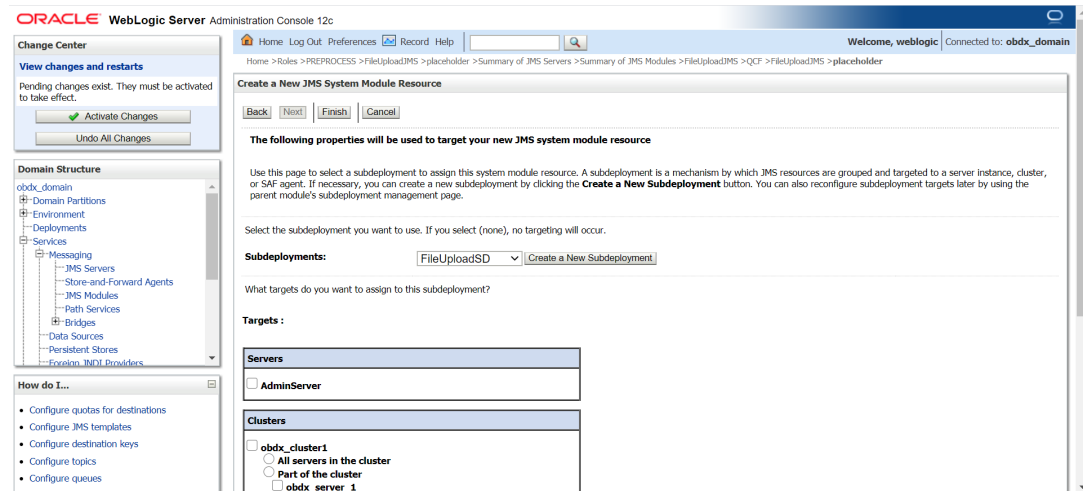 ORACLE® WebLogic Server Administration Console 12c
Change Center
View changes and restarts
Pending changes exist. They must be activated
to take effect.
Activate Changes
Undo All Changes
Domain Structure
obdx_domain
Domain Partitions
Environment
Deployments
Services
Messaging
JMS Servers
Store-and-Forward Agents
JMS Modules
Path Services
Bridges
Data Sources
Persistent Stores
Foreign JNDI Providers
How do I...
Configure quotas for destinations
Configure JMS templates
Configure destination keys
Configure topics
Configure queues
Home Log Out Preferences Record Help
Welcome, weblogic Connected to: obdx_domain
Home >Roles >PREPROCESS >FileUploadJMS >placeholder >Summary of JMS Servers >Summary of JMS Modules >FileUploadJMS >QCF >FileUploadJMS >placeholder
Create a New JMS System Module Resource
Back Next Finish Cancel
The following properties will be used to target your new JMS system module resource
Use this page to select a subdeployment to assign this system module resource. A subdeployment is a mechanism by which JMS resources are grouped and targeted to a server instance, cluster,
or SAF agent. If necessary, you can create a new subdeployment by clicking the Create a New Subdeployment button. You can also reconfigure subdeployment targets later by using the
parent module's subdeployment management page.
Select the subdeployment you want to use. If you select (none), no targeting will occur.
Subdeployments: FileUploadSD Create a New Subdeployment
What targets do you want to assign to this subdeployment?
Targets :
Servers
AdminServer
Clusters
obdx_cluster1
All servers in the cluster
Part of the cluster
obdx_server_1